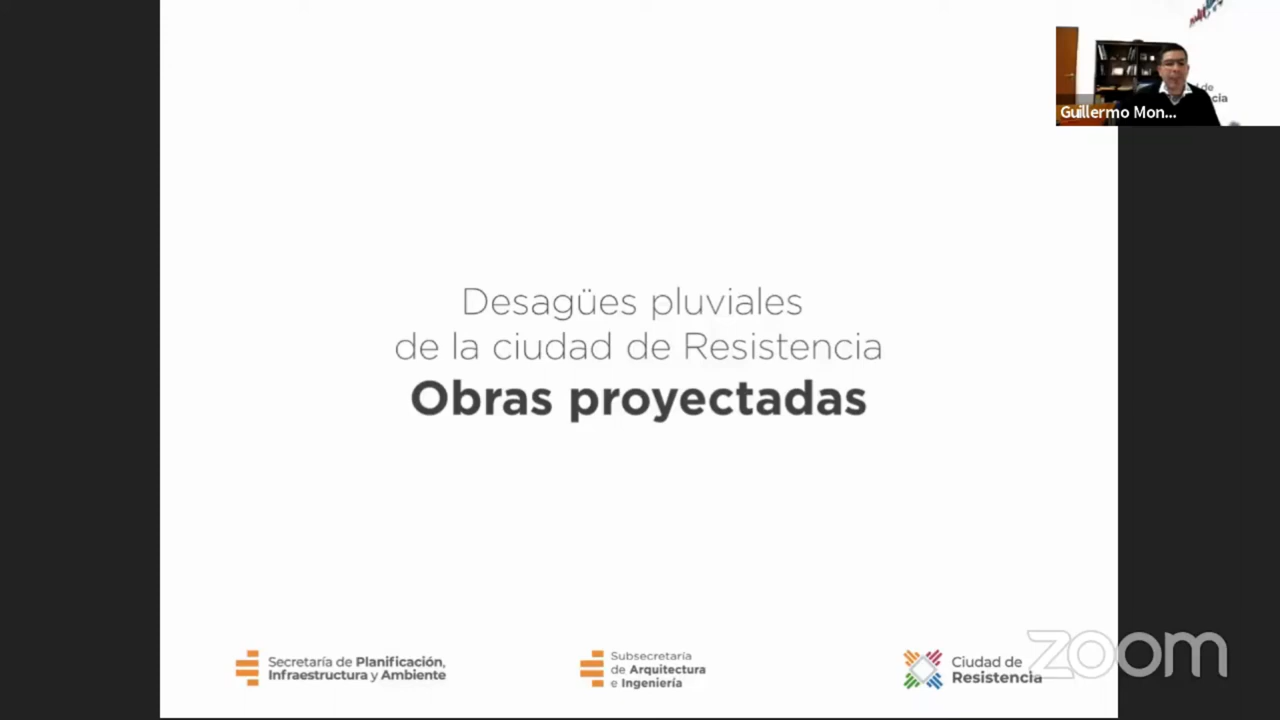 Guillermo Mon...
Desagües pluviales
de la ciudad de Resistencia
Obras proyectadas
Secretaría de Planificación,
Infraestructura y Ambiente
Subsecretaría
de Arquitectura
e Ingeniería
Ciudad de
Resistencia
zoom